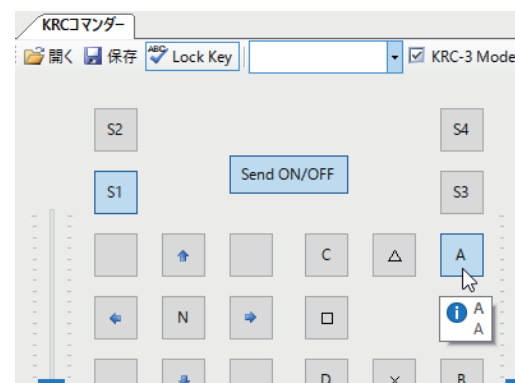 KRCコマンダー
開く 保存 ABC Lock Key KRC-3 Mode
S2 S4
Send ON/OFF
S1 S3
C △ A
N □ A
A
D × B